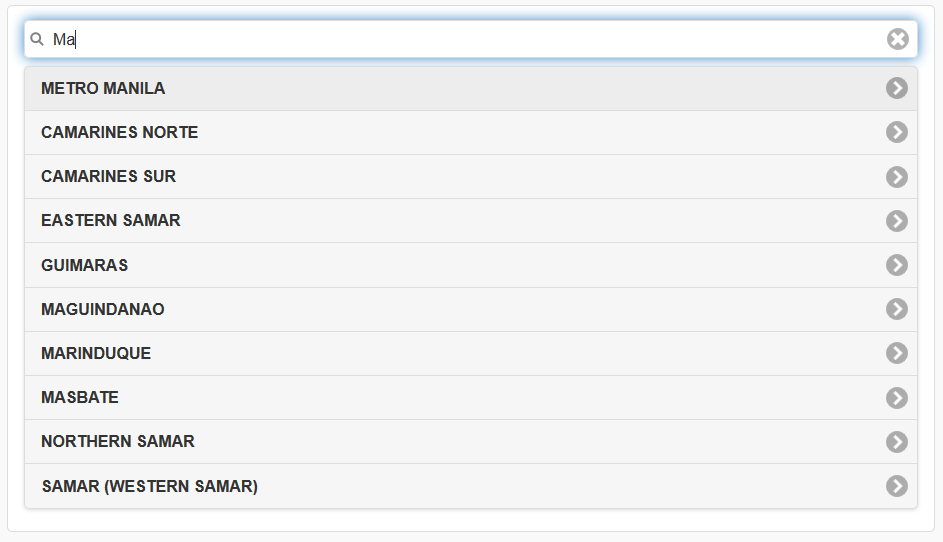 Ma
METRO MANILA
CAMARINES NORTE
CAMARINES SUR
EASTERN SAMAR
GUIMARAS
MAGUINDANAO
MARINDUQUE
MASBATE
NORTHERN SAMAR
SAMAR (WESTERN SAMAR)